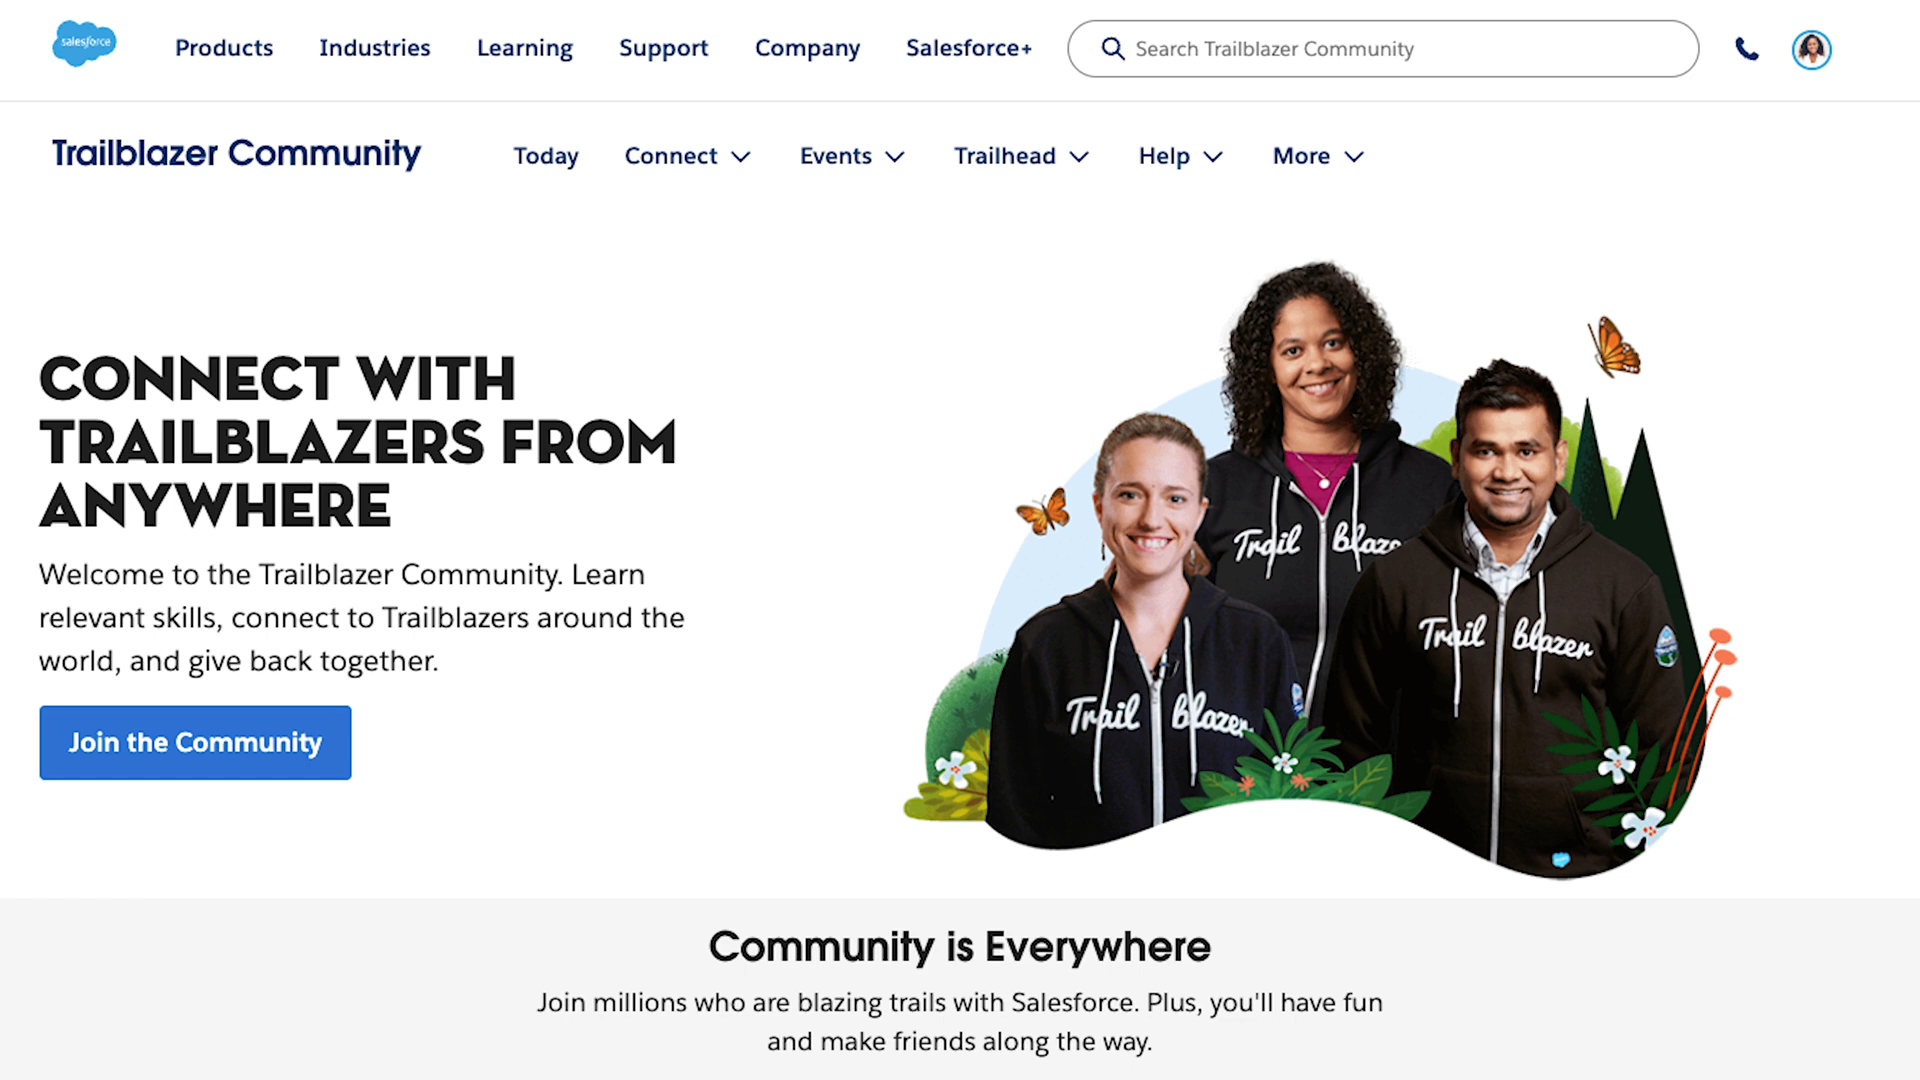 salesforce
Products Industries Learning Support Company Salesforce+ Search Trailblazer Community
Trailblazer Community
Today Connect Events Trailhead Help More
CONNECT WITH
TRAILBLAZERS FROM
ANYWHERE
Welcome to the Trailblazer Community. Learn
relevant skills, connect to Trailblazers around the
world, and give back together.
Join the Community
Trail blaze
Trail blazer
Trail blazer
Community is Everywhere
Join millions who are blazing trails with Salesforce. Plus, you'll have fun
and make friends along the way.